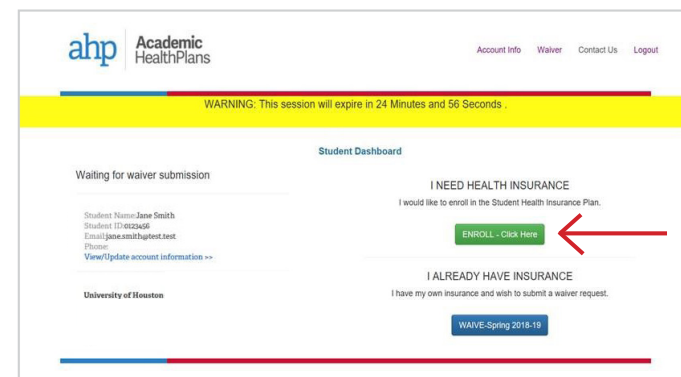 ahp Academic
HealthPlans
Account Info Waiver Contact Us Logout
WARNING: This session will expire in 24 Minutes and 56 Seconds .
Student Dashboard
Waiting for waiver submission
Student Name:Jane Smith
Student ID:0123456
Email:jane.smith@test.test
Phone:
View/Update account information >>
University of Houston
I NEED HEALTH INSURANCE
I would like to enroll in the Student Health Insurance Plan.
ENROLL - Click Here
I ALREADY HAVE INSURANCE
I have my own insurance and wish to submit a waiver request.
WAIVE-Spring 2018-19